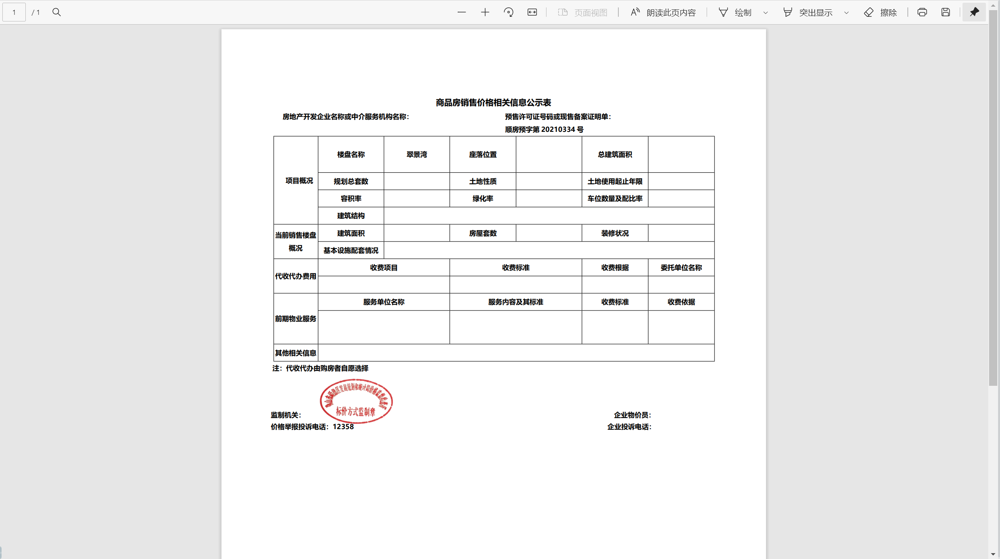 1 / 1 页面视图 朗读此页内容 绘制 突出显示 擦除
商品房销售价格相关信息公示表
房地产开发企业名称或中介服务机构名称： 预售许可证号码或现售备案证明单：
顺房预字第 20210334 号
项目概况 楼盘名称 翠景湾 座落位置 总建筑面积
规划总套数 土地性质 土地使用起止年限
容积率 绿化率 车位数量及配比率
建筑结构
当前销售楼盘概况 建筑面积 房屋套数 装修状况
基本设施配套情况
代收代办费用 收费项目 收费标准 收费根据 委托单位名称
前期物业服务 服务单位名称 服务内容及其标准 收费标准 收费依据
其他相关信息
注：代收代办由购房者自愿选择
佛山市顺德区发展规划和统计局价格监督检查所
标价方式监制章
监制机关： 企业物价员：
价格举报投诉电话：12358 企业投诉电话：